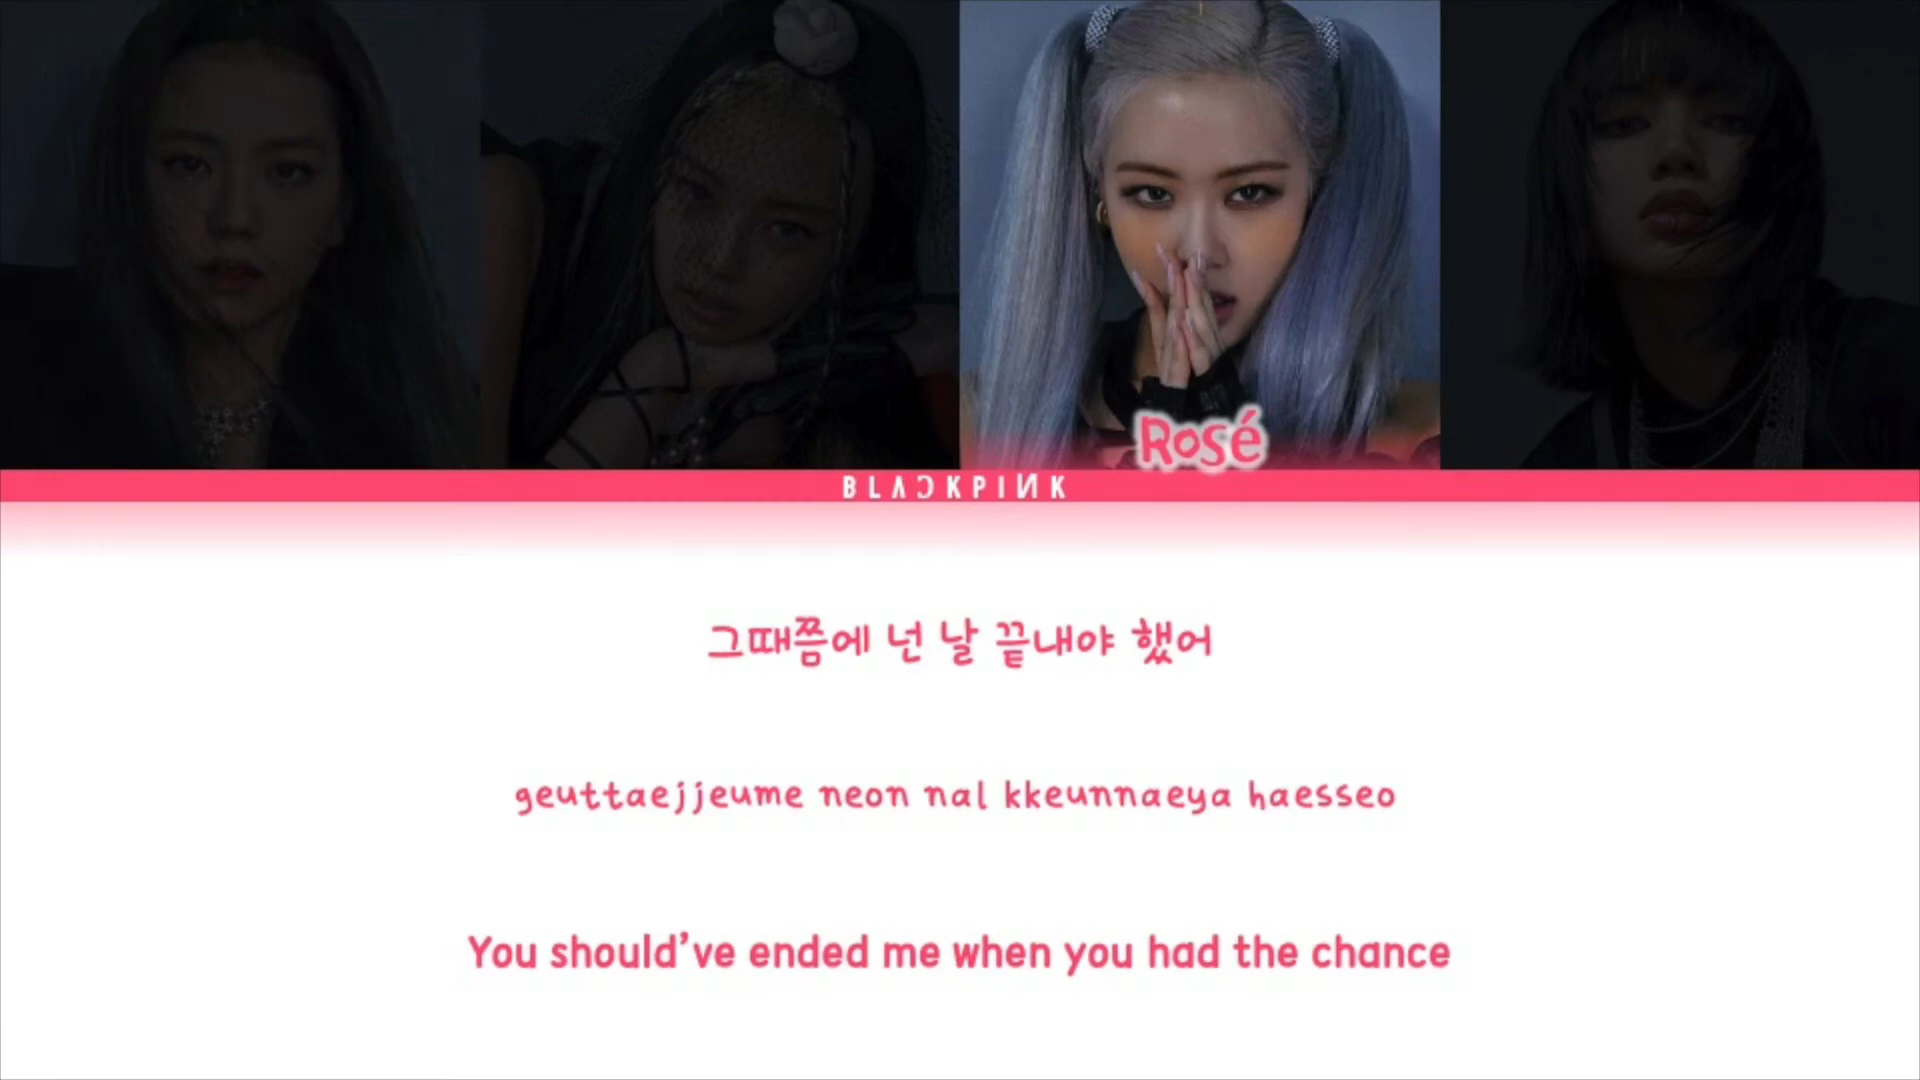 Rosé
BLACKPINK
그때쯤에 넌 날 끝내야 했어
geuttaejjeume neon nal kkeunnaeya haesseo
You should’ve ended me when you had the chance